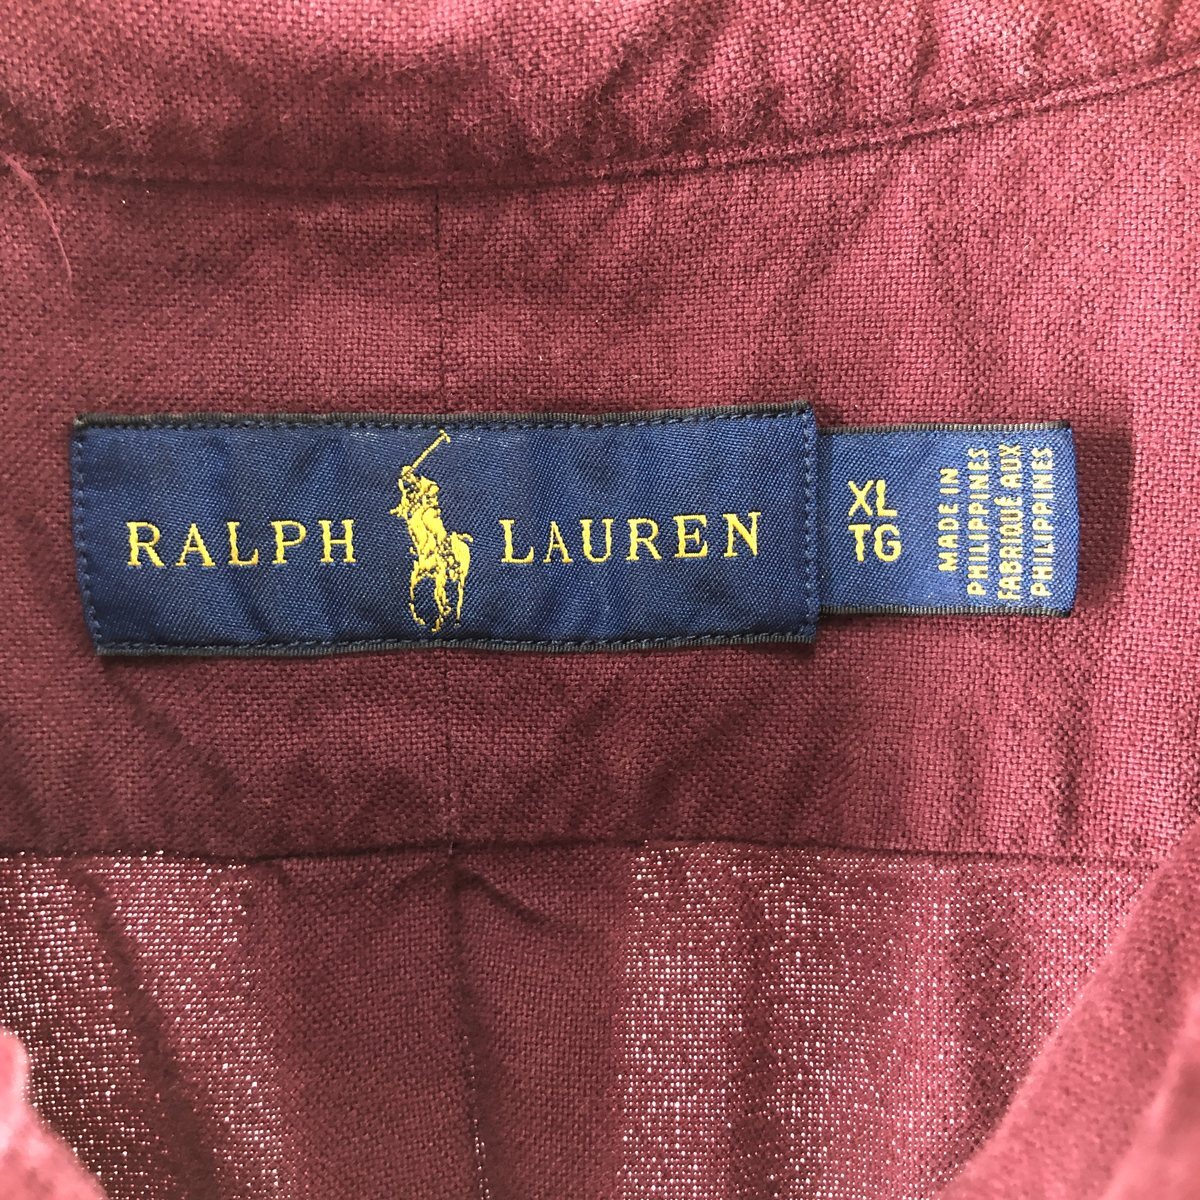 RALPH LAUREN
XL
TG
MADE IN
PHILIPPINES
FABRIQUÉ AUX
PHILIPPINES